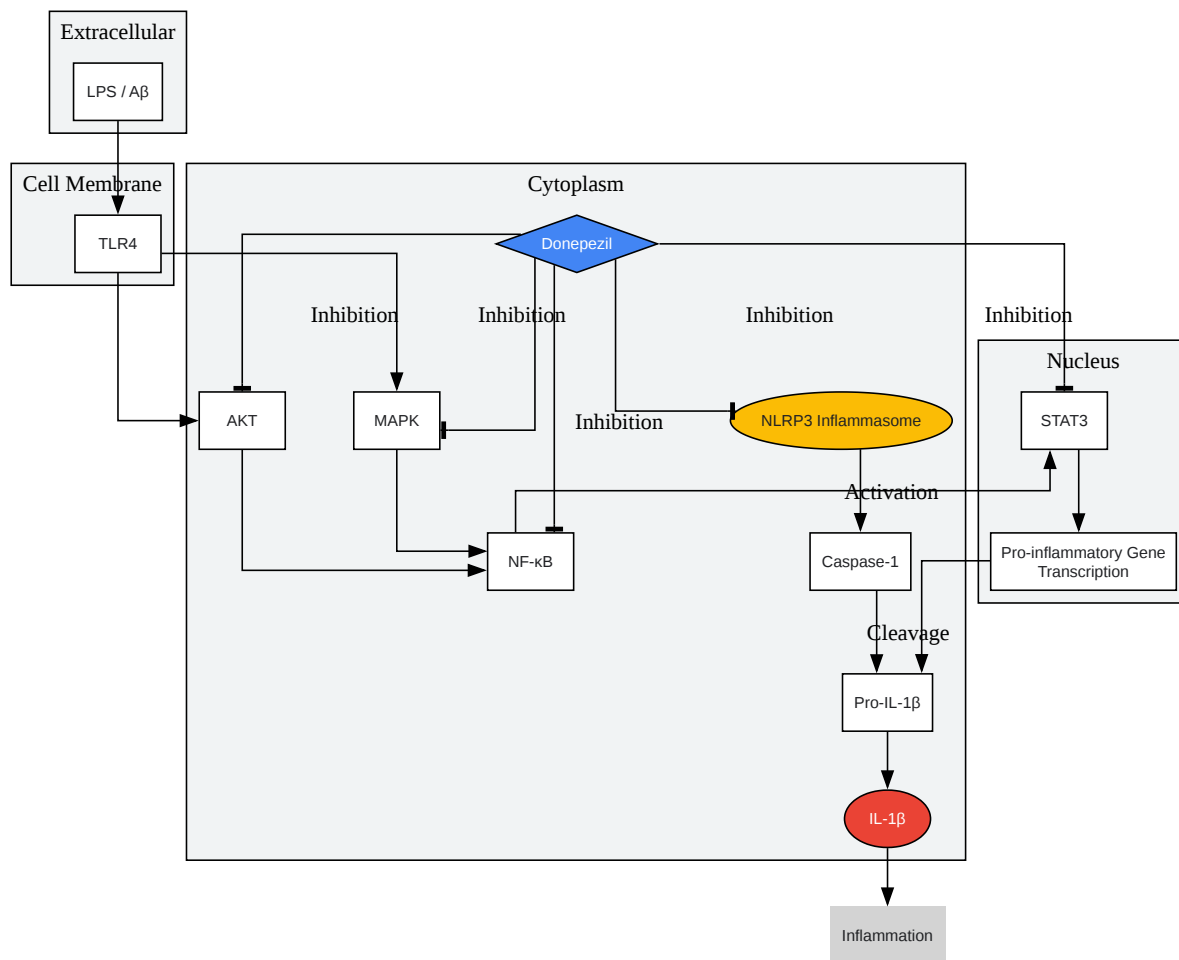 Extracellular
LPS / Aβ
Cell Membrane
TLR4
Cytoplasm
Donepezil
Inhibition
Inhibition
Inhibition
Inhibition
Nucleus
AKT
MAPK
Inhibition
NLRP3 Inflammasome
STAT3
Activation
NF-κB
Caspase-1
Pro-inflammatory Gene
Transcription
Cleavage
Pro-IL-1β
IL-1β
Inflammation